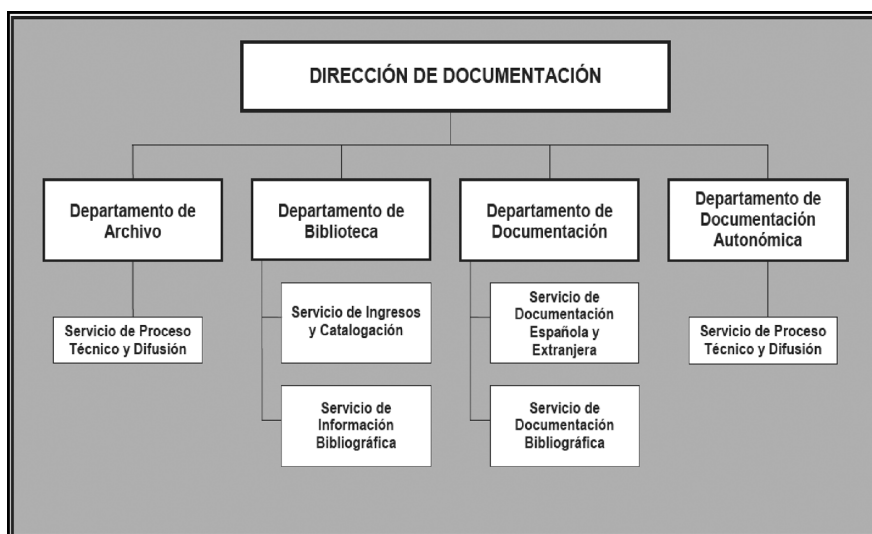 DIRECCIÓN DE DOCUMENTACIÓN
Departamento de
Archivo
Departamento de
Biblioteca
Departamento de
Documentación
Departamento de
Documentación
Autonómica
Servicio de Proceso
Técnico y Difusión
Servicio de Ingresos
y Catalogación
Servicio de
Información
Bibliográfica
Servicio de
Documentación
Española y
Extranjera
Servicio de
Documentación
Bibliográfica
Servicio de Proceso
Técnico y Difusión